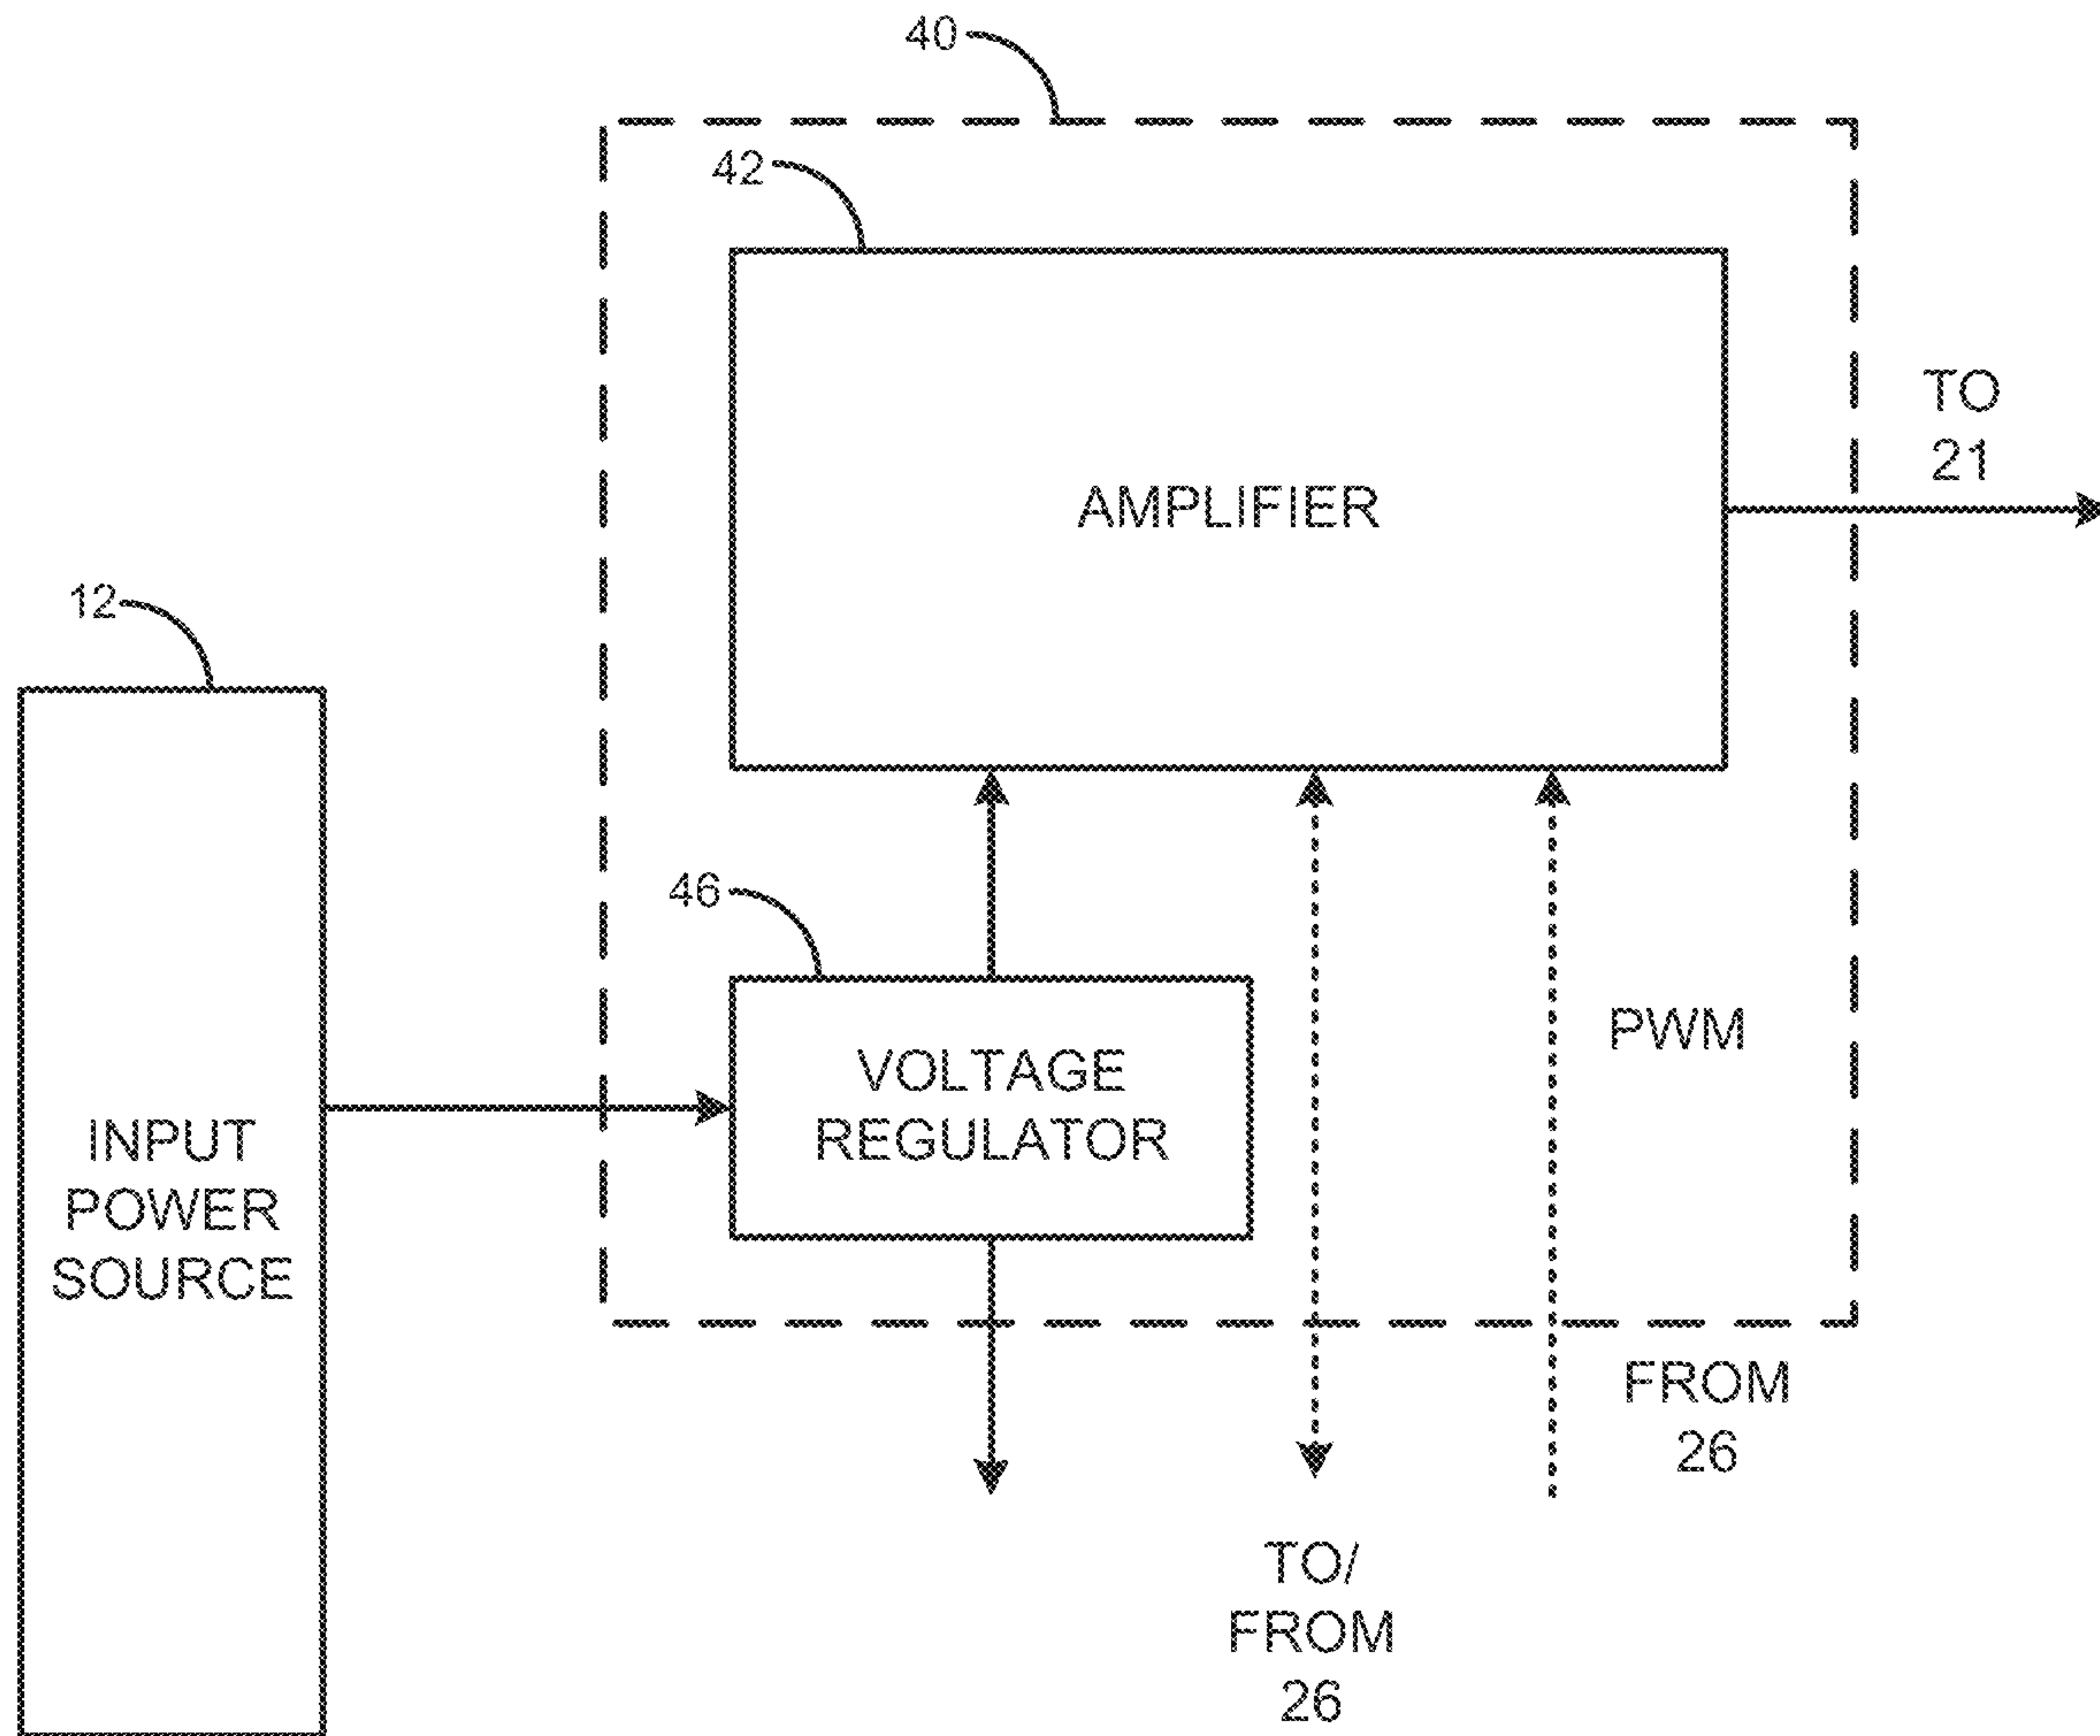 40
42
TO
21
AMPLIFIER
12
46
PWM
VOLTAGE
REGULATOR
INPUT
POWER
SOURCE
FROM
26
TO/
FROM
26